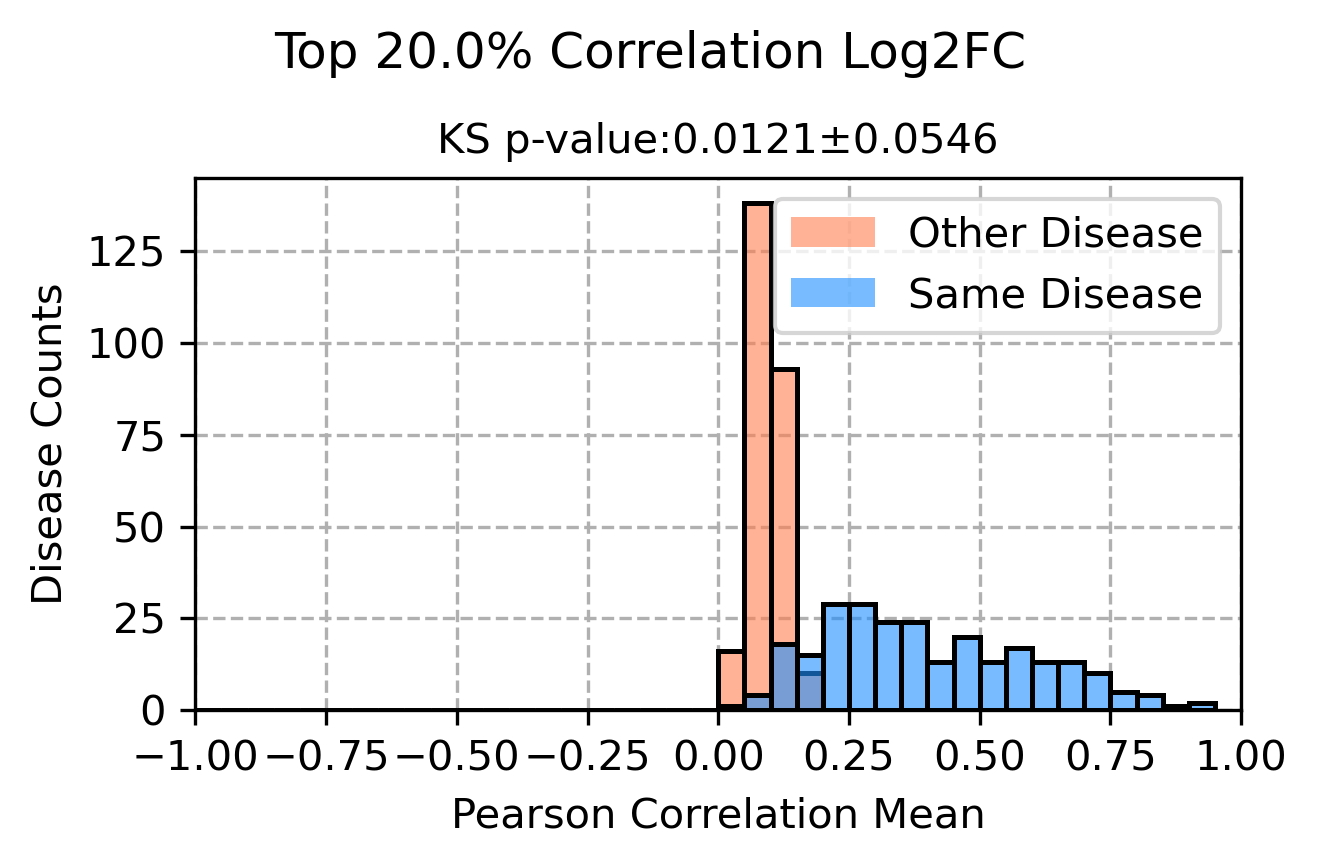 Top 20.0% Correlation Log2FC
KS p-value:0.0121±0.0546
Other Disease
Same Disease
Disease Counts
125
100
75
50
25
0
−1.00 −0.75 −0.50 −0.25 0.00 0.25 0.50 0.75 1.00
Pearson Correlation Mean